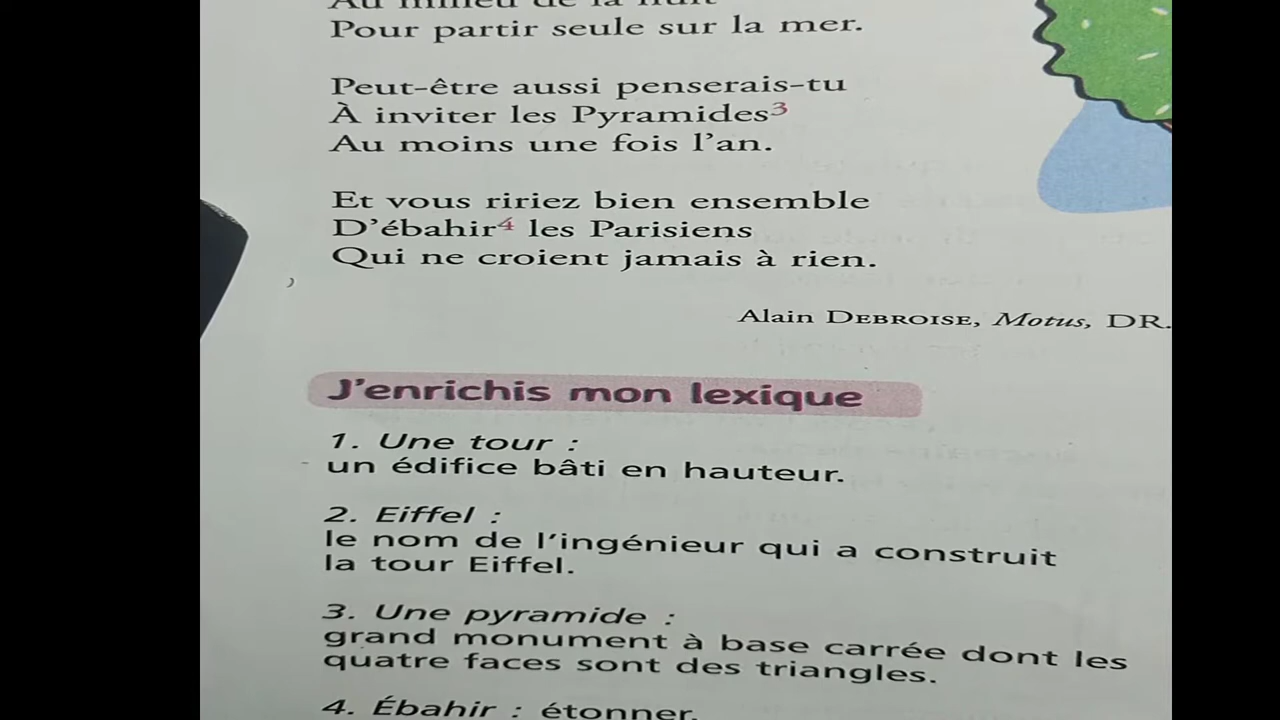 Au milieu de la nuit
Pour partir seule sur la mer.
Peut-être aussi penserais-tu
À inviter les Pyramides³
Au moins une fois l'an.
Et vous ririez bien ensemble
D'ébahir⁴ les Parisiens
Qui ne croient jamais à rien.
Alain DEBROISE, Motus, DR.
J'enrichis mon lexique
1. Une tour :
un édifice bâti en hauteur.
2. Eiffel :
le nom de l'ingénieur qui a construit
la tour Eiffel.
3. Une pyramide :
grand monument à base carrée dont les
quatre faces sont des triangles.
4. Ébahir : étonner.